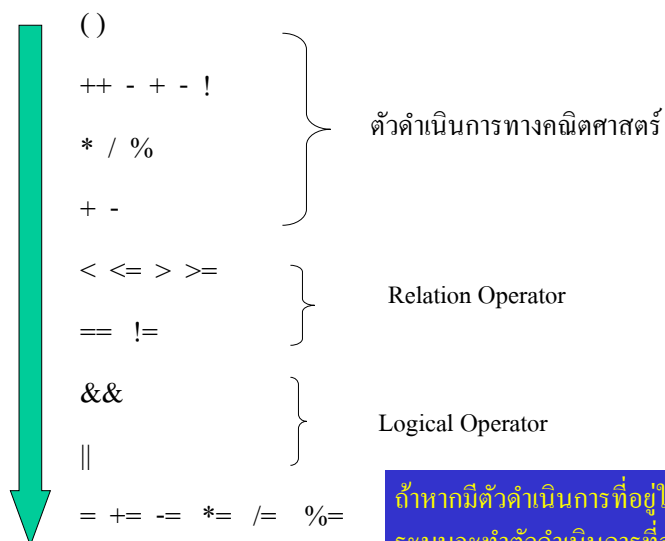 ( )
++ - + - !
* / %
ตัวดำเนินการทางคณิตศาสตร์
+ -
< <= > >=
Relation Operator
== !=
&&
Logical Operator
||
= += -= *= /= %=
ถ้าหากมีตัวดำเนินการที่อยู่